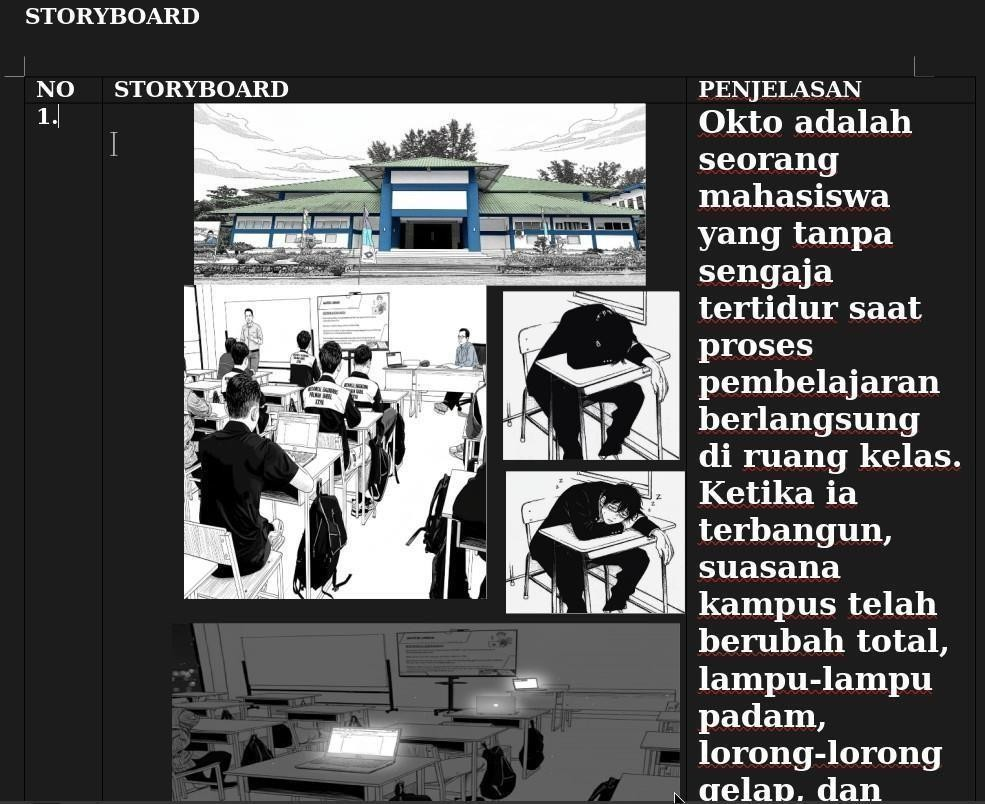 STORYBOARD
NO
STORYBOARD
PENJELASAN
1.
Okto adalah
seorang
mahasiswa
yang tanpa
sengaja
tertidur saat
proses
pembelajaran
berlangsung
di ruang kelas.
Ketika ia
terbangun,
suasana
kampus telah
berubah total,
lampu-lampu
padam,
lorong-lorong
gelap, dan
z
z
z
z